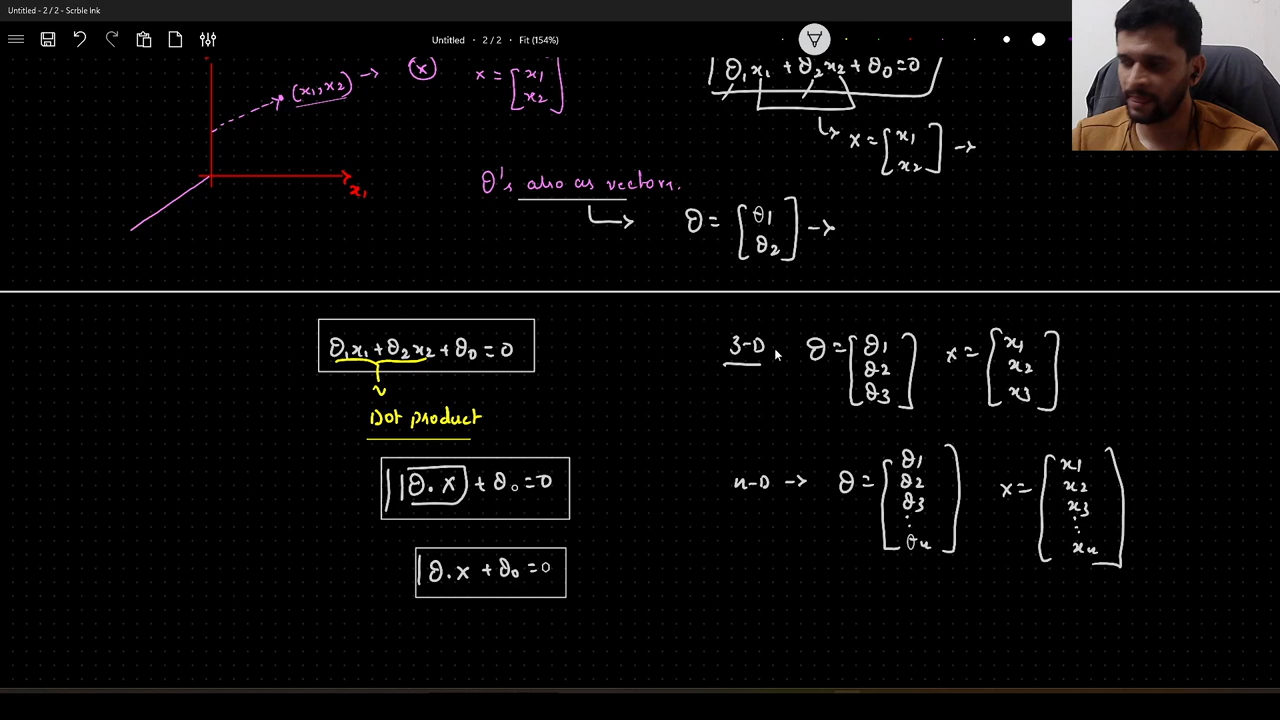 Untitled - 2 / 2 - Scrble Ink
Untitled • 2 / 2 • Fit (154%)
(x1, x2) → (x) x = [x1 x2]
θ1x1 + θ2x2 + θ0 = 0
x1
↳ x = [x1 x2] →
θ's also as vectors.
↳ θ = [θ1 θ2] →
θ1x1 + θ2x2 + θ0 = 0
Dot product
θ.x + θ0 = 0
θ.x + θ0 = 0
3-D θ = [θ1 θ2 θ3] x = [x1 x2 x3]
n-D → θ = [θ1 θ2 θ3 ⋮ θn] x = [x1 x2 x3 ⋮ xn]